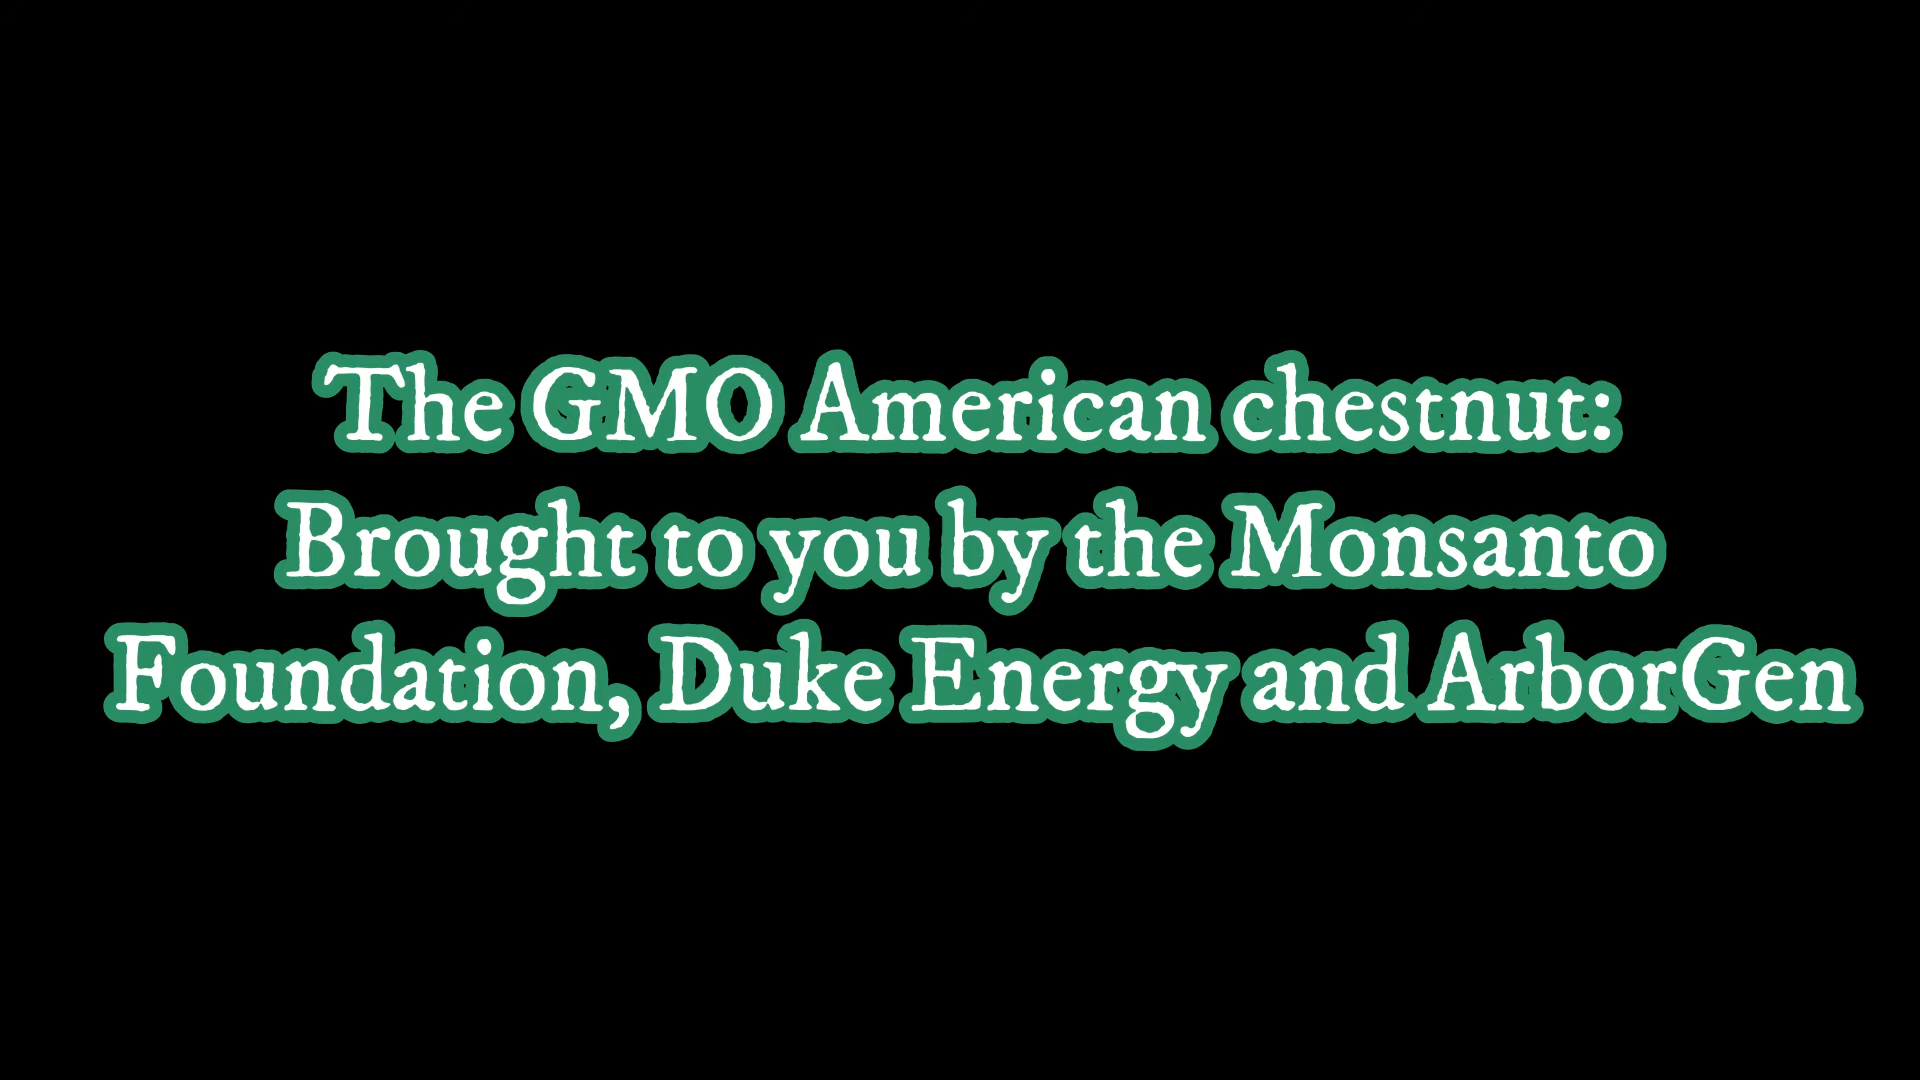 The GMO American chestnut:
Brought to you by the Monsanto
Foundation, Duke Energy and ArborGen